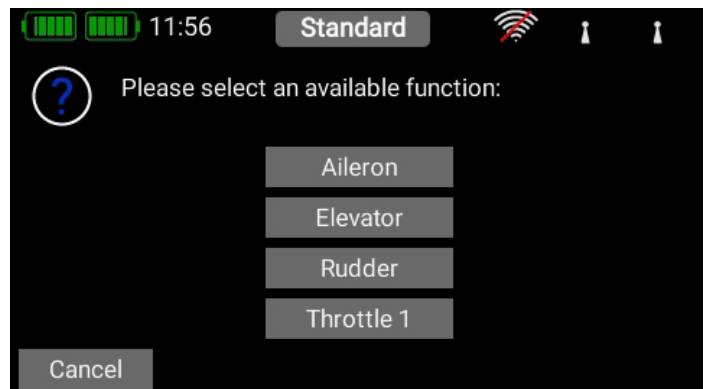 11:56 Standard
? Please select an available function:
Aileron
Elevator
Rudder
Throttle 1
Cancel